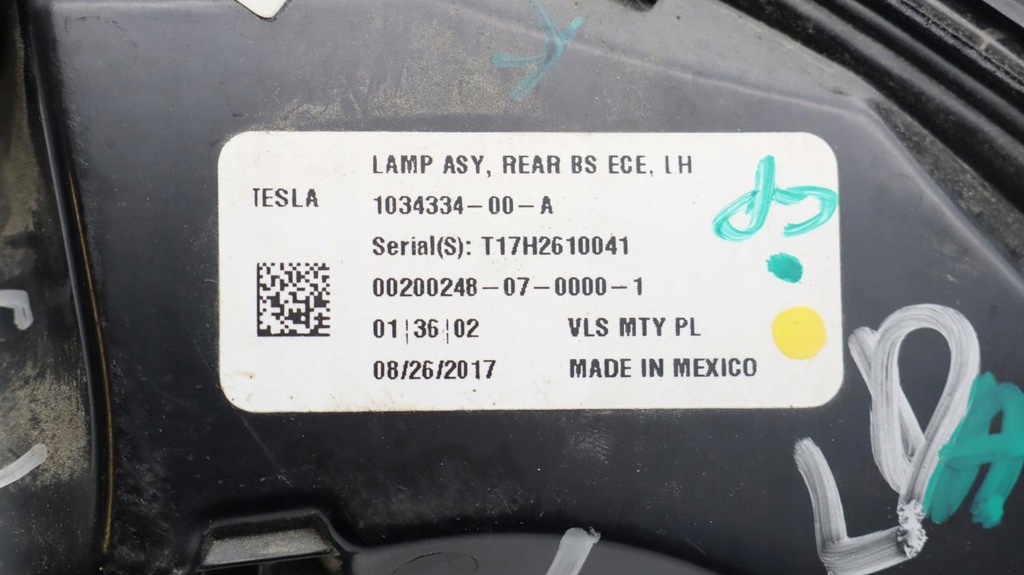 LAMP ASY, REAR BS ECE, LH
TESLA
1034334-00-A
Serial(S): T17H2610041
00200248-07-0000-1
01¦36¦02 VLS MTY PL
08/26/2017 MADE IN MEXICO